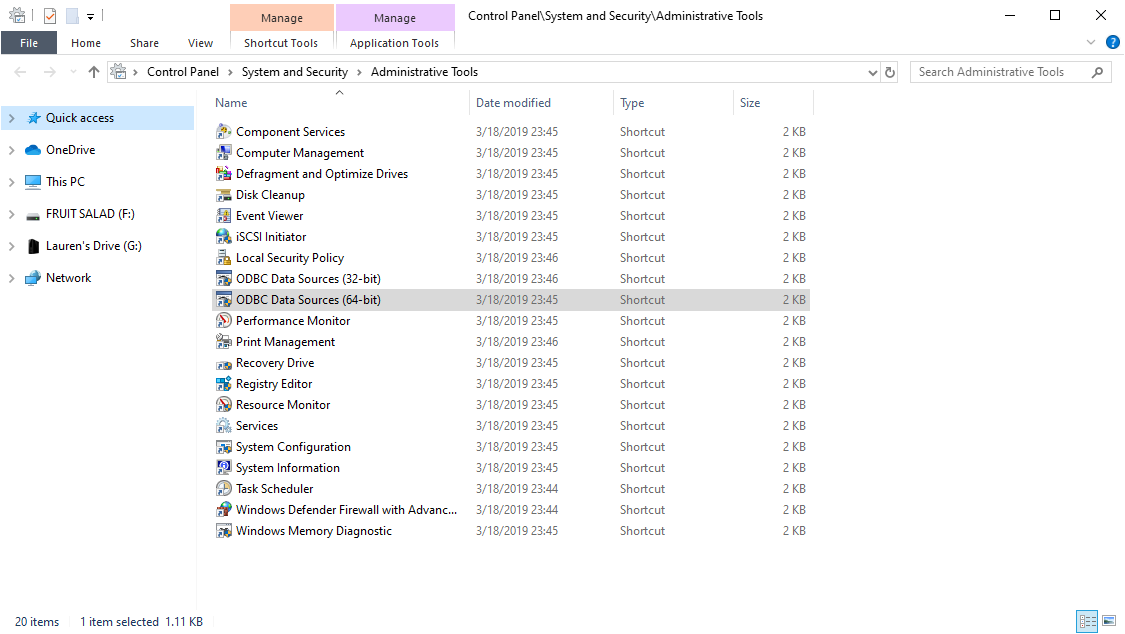 Manage Manage Control Panel\System and Security\Administrative Tools
File Home Share View Shortcut Tools Application Tools
Control Panel System and Security Administrative Tools Search Administrative Tools
Quick access
OneDrive
This PC
FRUIT SALAD (F:)
Lauren's Drive (G:)
Network
Name Date modified Type Size
Component Services 3/18/2019 23:45 Shortcut 2 KB
Computer Management 3/18/2019 23:45 Shortcut 2 KB
Defragment and Optimize Drives 3/18/2019 23:45 Shortcut 2 KB
Disk Cleanup 3/18/2019 23:45 Shortcut 2 KB
Event Viewer 3/18/2019 23:45 Shortcut 2 KB
iSCSI Initiator 3/18/2019 23:45 Shortcut 2 KB
Local Security Policy 3/18/2019 23:46 Shortcut 2 KB
ODBC Data Sources (32-bit) 3/18/2019 23:46 Shortcut 2 KB
ODBC Data Sources (64-bit) 3/18/2019 23:45 Shortcut 2 KB
Performance Monitor 3/18/2019 23:45 Shortcut 2 KB
Print Management 3/18/2019 23:46 Shortcut 2 KB
Recovery Drive 3/18/2019 23:45 Shortcut 2 KB
Registry Editor 3/18/2019 23:45 Shortcut 2 KB
Resource Monitor 3/18/2019 23:45 Shortcut 2 KB
Services 3/18/2019 23:45 Shortcut 2 KB
System Configuration 3/18/2019 23:45 Shortcut 2 KB
System Information 3/18/2019 23:45 Shortcut 2 KB
Task Scheduler 3/18/2019 23:44 Shortcut 2 KB
Windows Defender Firewall with Advanc... 3/18/2019 23:44 Shortcut 2 KB
Windows Memory Diagnostic 3/18/2019 23:45 Shortcut 2 KB
20 items 1 item selected 1.11 KB